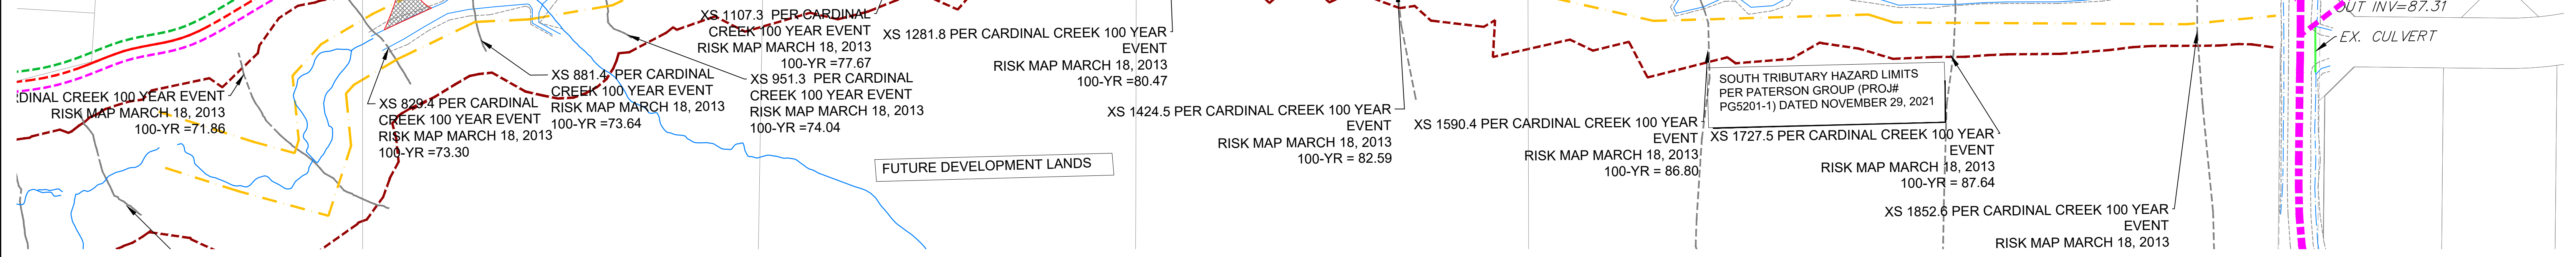 DINAL CREEK 100 YEAR EVENT
RISK MAP MARCH 18, 2013
100-YR =71.86
XS 829.4 PER CARDINAL
CREEK 100 YEAR EVENT
RISK MAP MARCH 18, 2013
100-YR =73.30
XS 881.4 PER CARDINAL
CREEK 100 YEAR EVENT
RISK MAP MARCH 18, 2013
100-YR =73.64
XS 1107.3 PER CARDINAL
CREEK 100 YEAR EVENT
RISK MAP MARCH 18, 2013
100-YR =77.67
XS 951.3 PER CARDINAL
CREEK 100 YEAR EVENT
RISK MAP MARCH 18, 2013
100-YR =74.04
XS 1281.8 PER CARDINAL CREEK 100 YEAR
EVENT
RISK MAP MARCH 18, 2013
100-YR =80.47
FUTURE DEVELOPMENT LANDS
XS 1424.5 PER CARDINAL CREEK 100 YEAR
EVENT
RISK MAP MARCH 18, 2013
100-YR = 82.59
XS 1590.4 PER CARDINAL CREEK 100 YEAR
EVENT
RISK MAP MARCH 18, 2013
100-YR = 86.80
SOUTH TRIBUTARY HAZARD LIMITS
PER PATERSON GROUP (PROJ#
PG5201-1) DATED NOVEMBER 29, 2021
XS 1727.5 PER CARDINAL CREEK 100 YEAR
EVENT
RISK MAP MARCH 18, 2013
100-YR = 87.64
XS 1852.6 PER CARDINAL CREEK 100 YEAR
EVENT
RISK MAP MARCH 18, 2013
OUT INV=87.31
EX. CULVERT